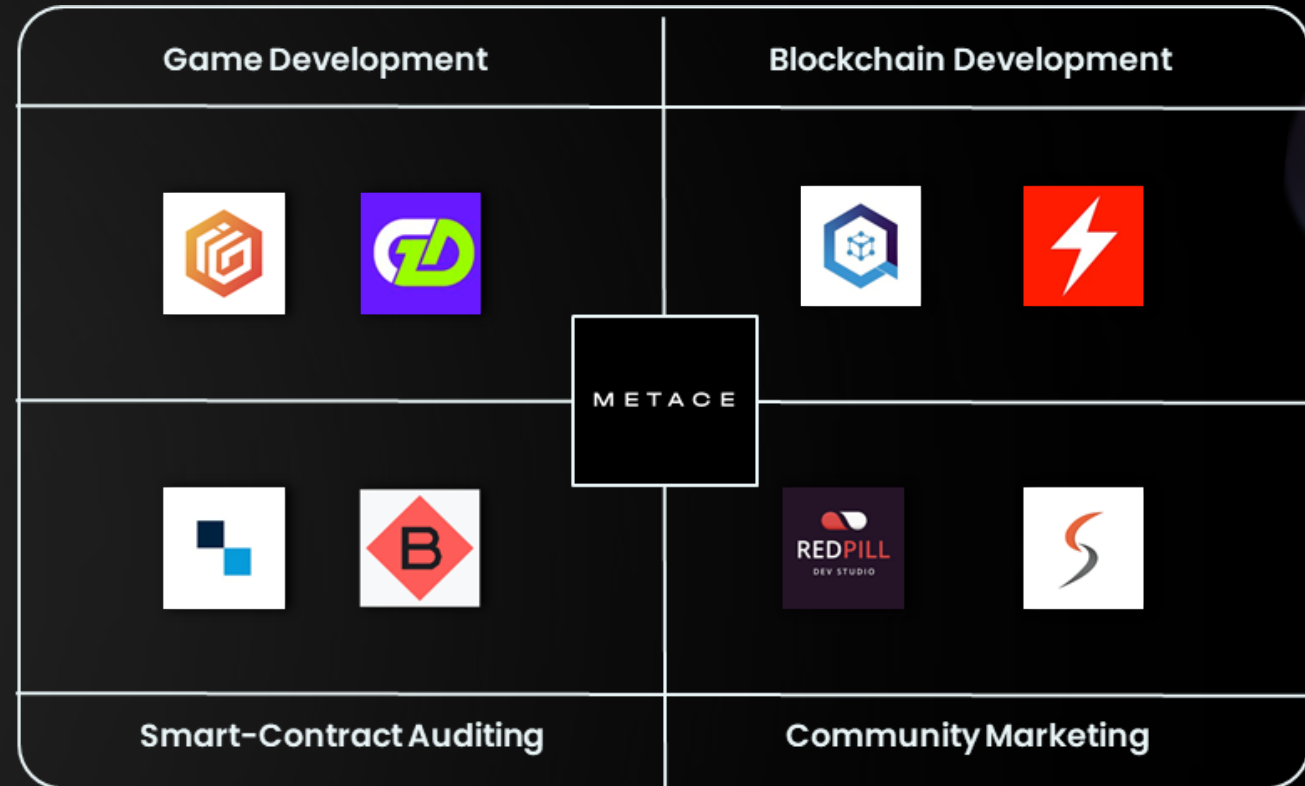 Game Development
Blockchain Development
METACE
B
REDPILL
DEV STUDIO
Smart-Contract Auditing
Community Marketing